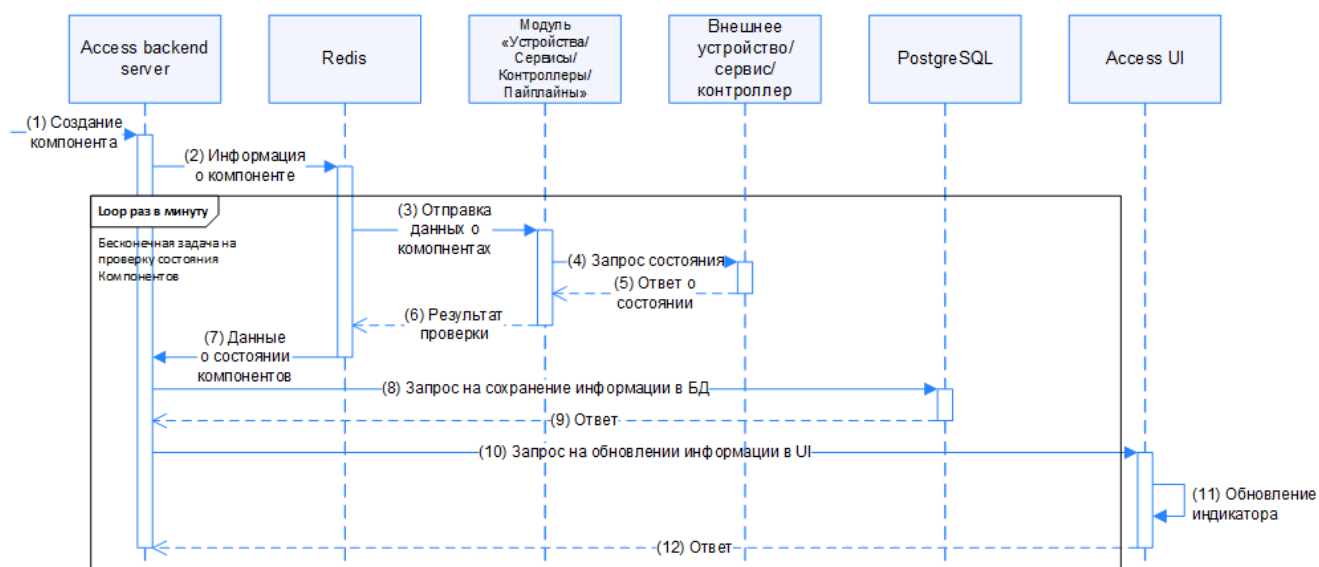 Access backend
server
Redis
Модуль
«Устройства/
Сервисы/
Контроллеры/
Пайплайны»
Внешнее
устройство/
сервис/
контроллер
PostgreSQL
Access UI
(1) Создание
компонента
(2) Информация
о компоненте
Loop раз в минуту
Бесконечная задача на
проверку состояния
Компонентов
(3) Отправка
данных о
комопнентах
(4) Запрос состояния
(5) Ответ о
состоянии
(6) Результат
проверки
(7) Данные
о состоянии
компонентов
(8) Запрос на сохранение информации в БД
(9) Ответ
(10) Запрос на обновлении информации в UI
(11) Обновление
индикатора
(12) Ответ